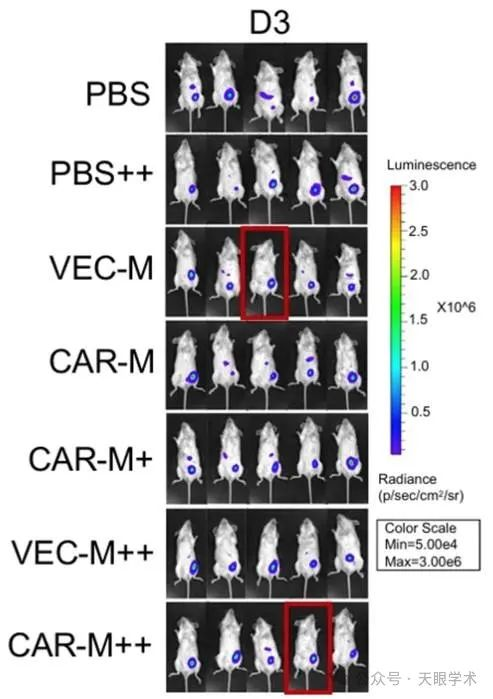 D3
PBS
PBS++
VEC-M
CAR-M
CAR-M+
VEC-M++
CAR-M++
Luminescence
3.0
2.5
2.0
X10^6
1.5
1.0
0.5
Radiance
(p/sec/cm²/sr)
Color Scale
Min=5.00e4
Max=3.00e6
公众号・天眼学术